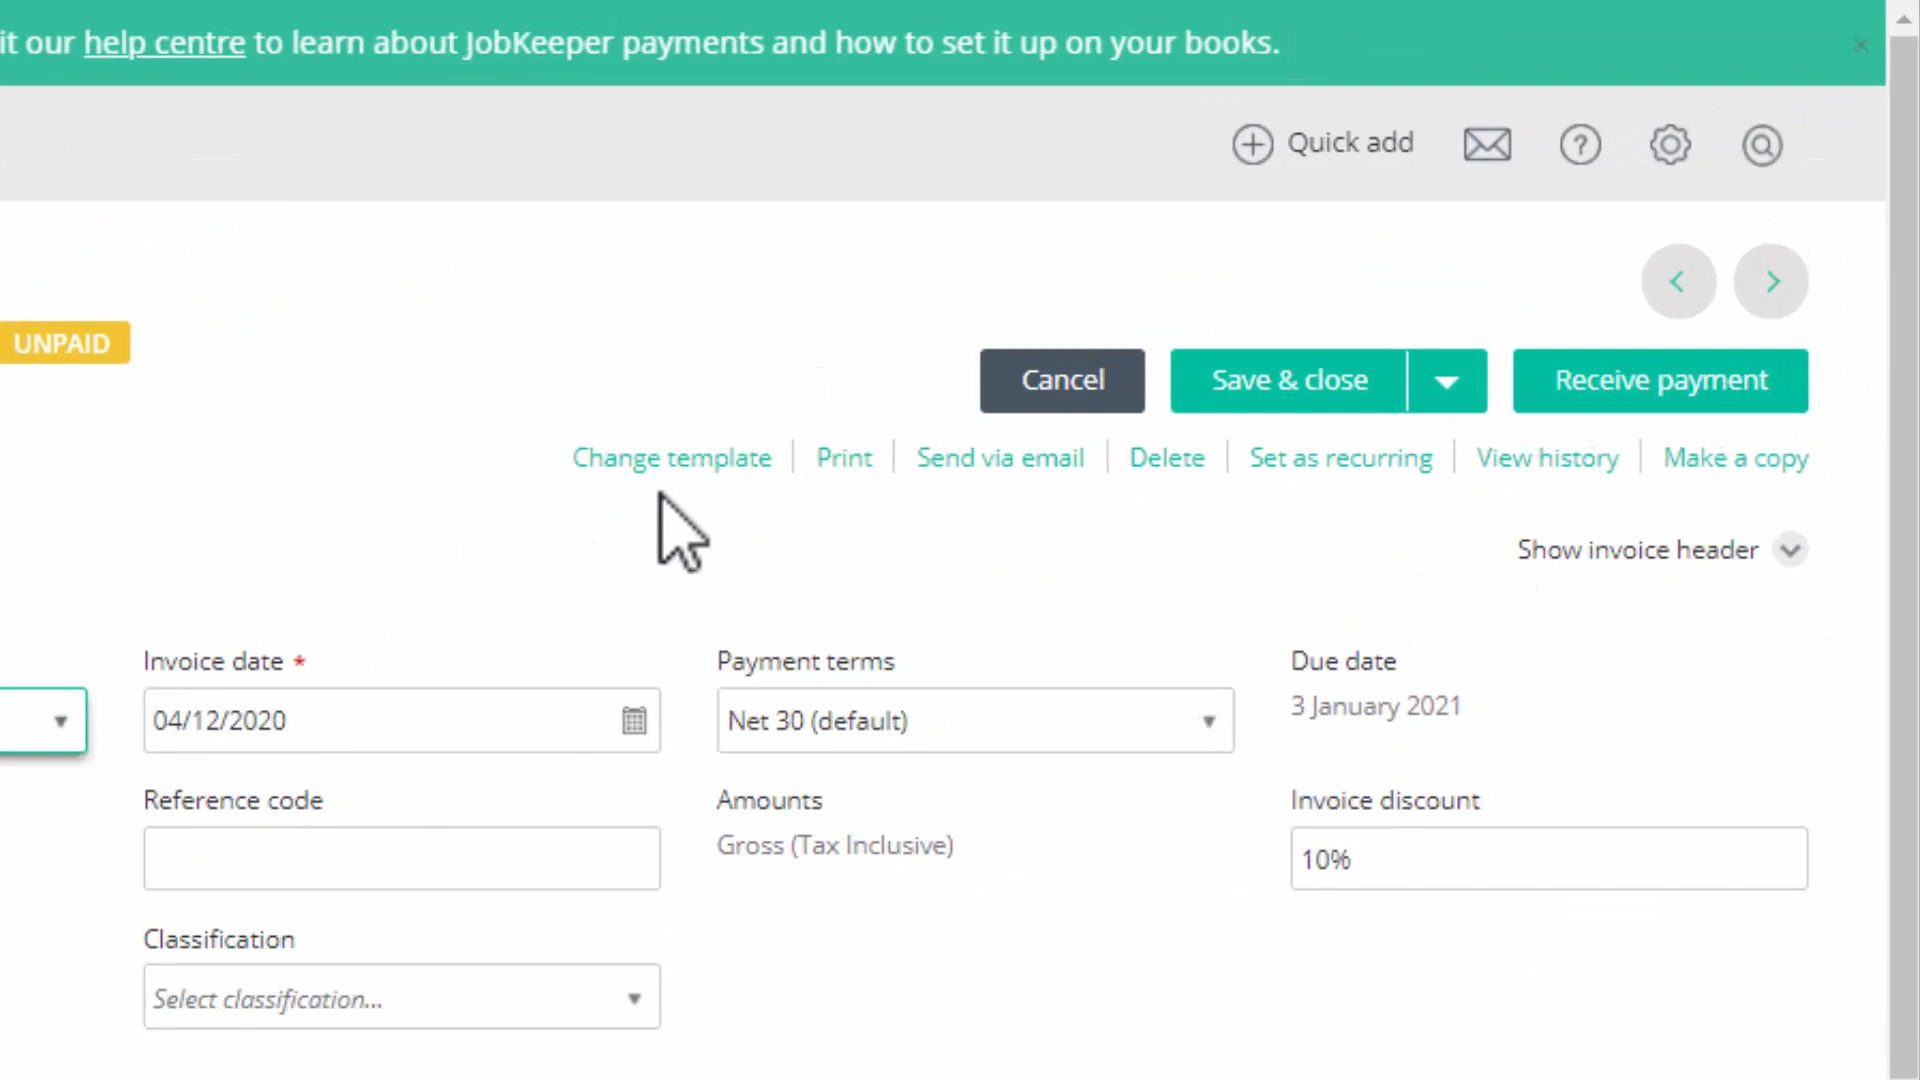 it our help centre to learn about JobKeeper payments and how to set it up on your books.
Quick add
UNPAID
Cancel
Save & close
Receive payment
Change template
Print
Send via email
Delete
Set as recurring
View history
Make a copy
Show invoice header
Invoice date *
Payment terms
Due date
04/12/2020
Net 30 (default)
3 January 2021
Reference code
Amounts
Invoice discount
Gross (Tax Inclusive)
10%
Classification
Select classification...